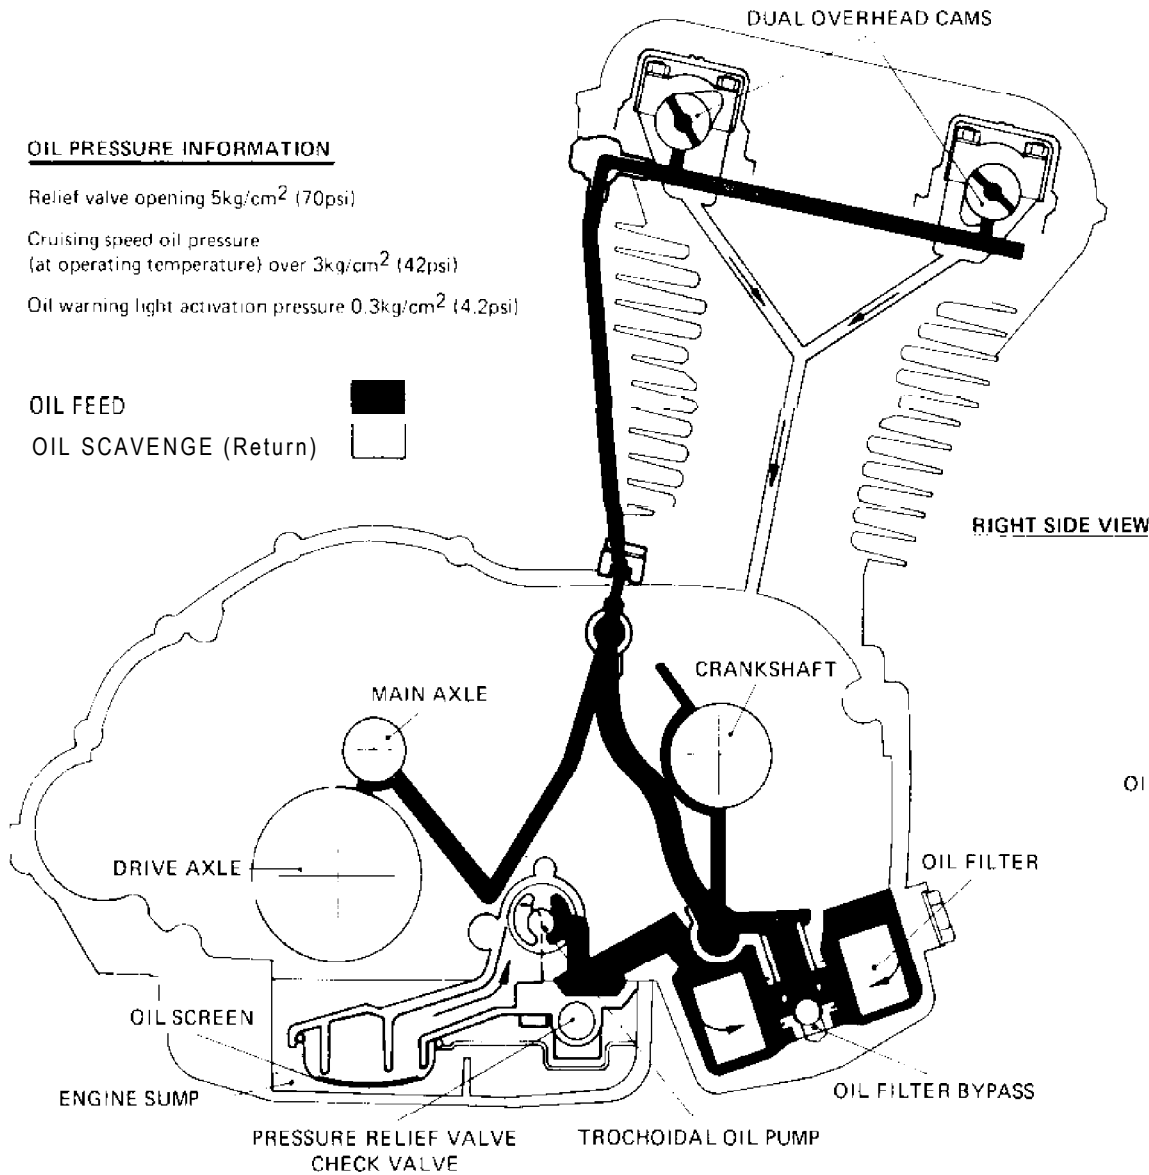 DUAL OVERHEAD CAMS
OIL PRESSURE INFORMATION
Relief valve opening 5kg/cm² (70psi)
Cruising speed oil pressure
(at operating temperature) over 3kg/cm² (42psi)
Oil warning light activation pressure 0.3kg/cm² (4.2psi)
OIL FEED
OIL SCAVENGE (Return)
RIGHT SIDE VIEW
CRANKSHAFT
MAIN AXLE
OI
OIL FILTER
DRIVE AXLE
OIL SCREEN
ENGINE SUMP
OIL FILTER BYPASS
PRESSURE RELIEF VALVE
CHECK VALVE
TROCHOIDAL OIL PUMP